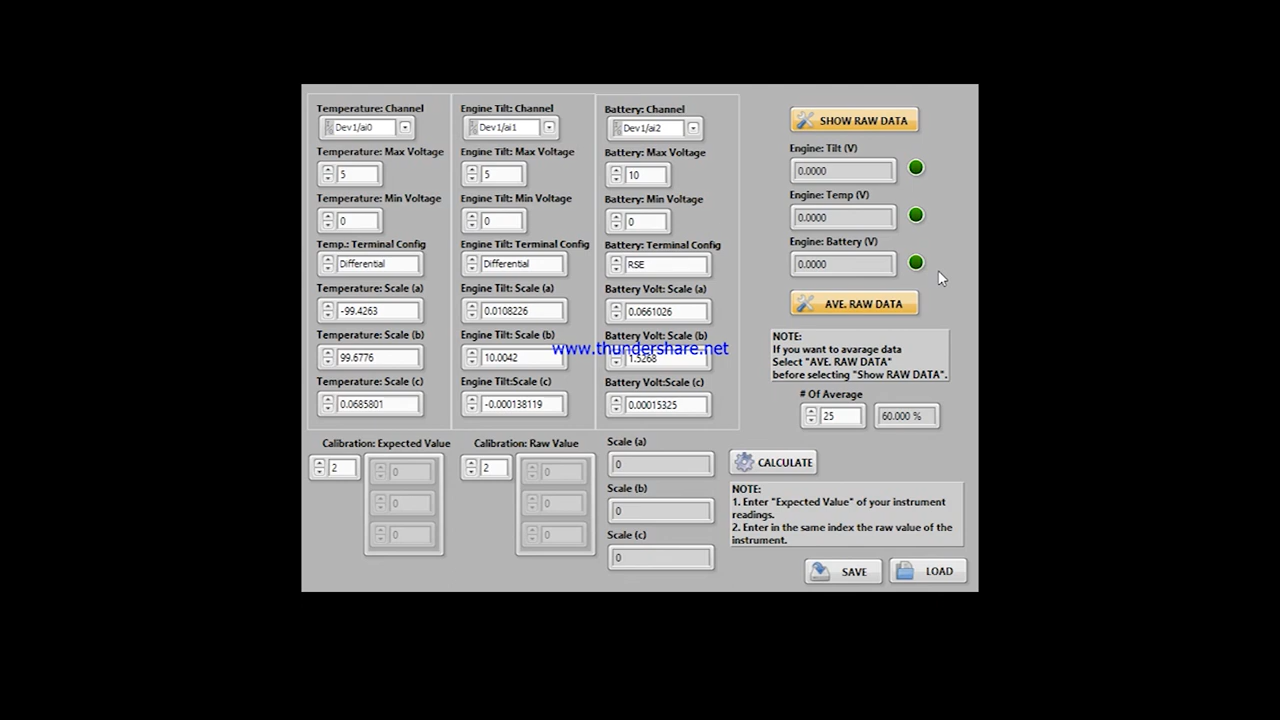 Temperature: Channel
Dev1/ai0
Temperature: Max Voltage
5
Temperature: Min Voltage
0
Temp.: Terminal Config
Differential
Temperature: Scale (a)
-99.4263
Temperature: Scale (b)
99.6776
Temperature: Scale (c)
0.0685801
Engine Tilt: Channel
Dev1/ai1
Engine Tilt: Max Voltage
5
Engine Tilt: Min Voltage
0
Engine Tilt: Terminal Config
Differential
Engine Tilt: Scale (a)
0.0108226
Engine Tilt: Scale (b)
10.0042
Engine Tilt:Scale (c)
-0.000138119
Battery: Channel
Dev1/ai2
Battery: Max Voltage
10
Battery: Min Voltage
0
Battery: Terminal Config
RSE
Battery Volt: Scale (a)
0.0661026
Battery Volt: Scale (b)
1.5268
Battery Volt:Scale (c)
0.00015325
www.thundershare.net
SHOW RAW DATA
Engine: Tilt (V)
0.0000
Engine: Temp (V)
0.0000
Engine: Battery (V)
0.0000
AVE. RAW DATA
NOTE:
If you want to avarage data
Select "AVE. RAW DATA"
before selecting "Show RAW DATA".
# Of Average
25
60.000 %
Calibration: Expected Value
2
0
0
0
Calibration: Raw Value
2
0
0
0
Scale (a)
0
Scale (b)
0
Scale (c)
0
CALCULATE
NOTE:
1. Enter "Expected Value" of your instrument
readings.
2. Enter in the same index the raw value of the
instrument.
SAVE
LOAD